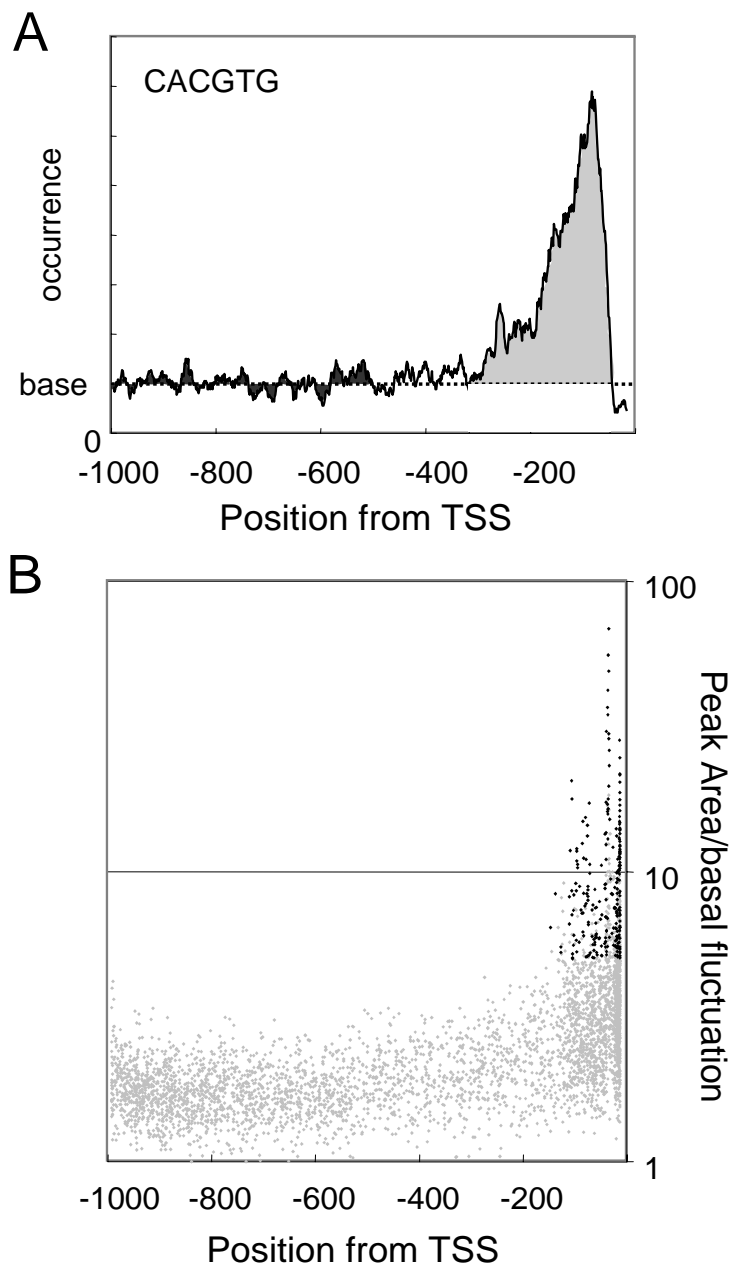 A
CACGTG
occurrence
base
0
-1000 -800 -600 -400 -200
Position from TSS
B
100
10
1
Peak Area/basal fluctuation
-1000 -800 -600 -400 -200
Position from TSS